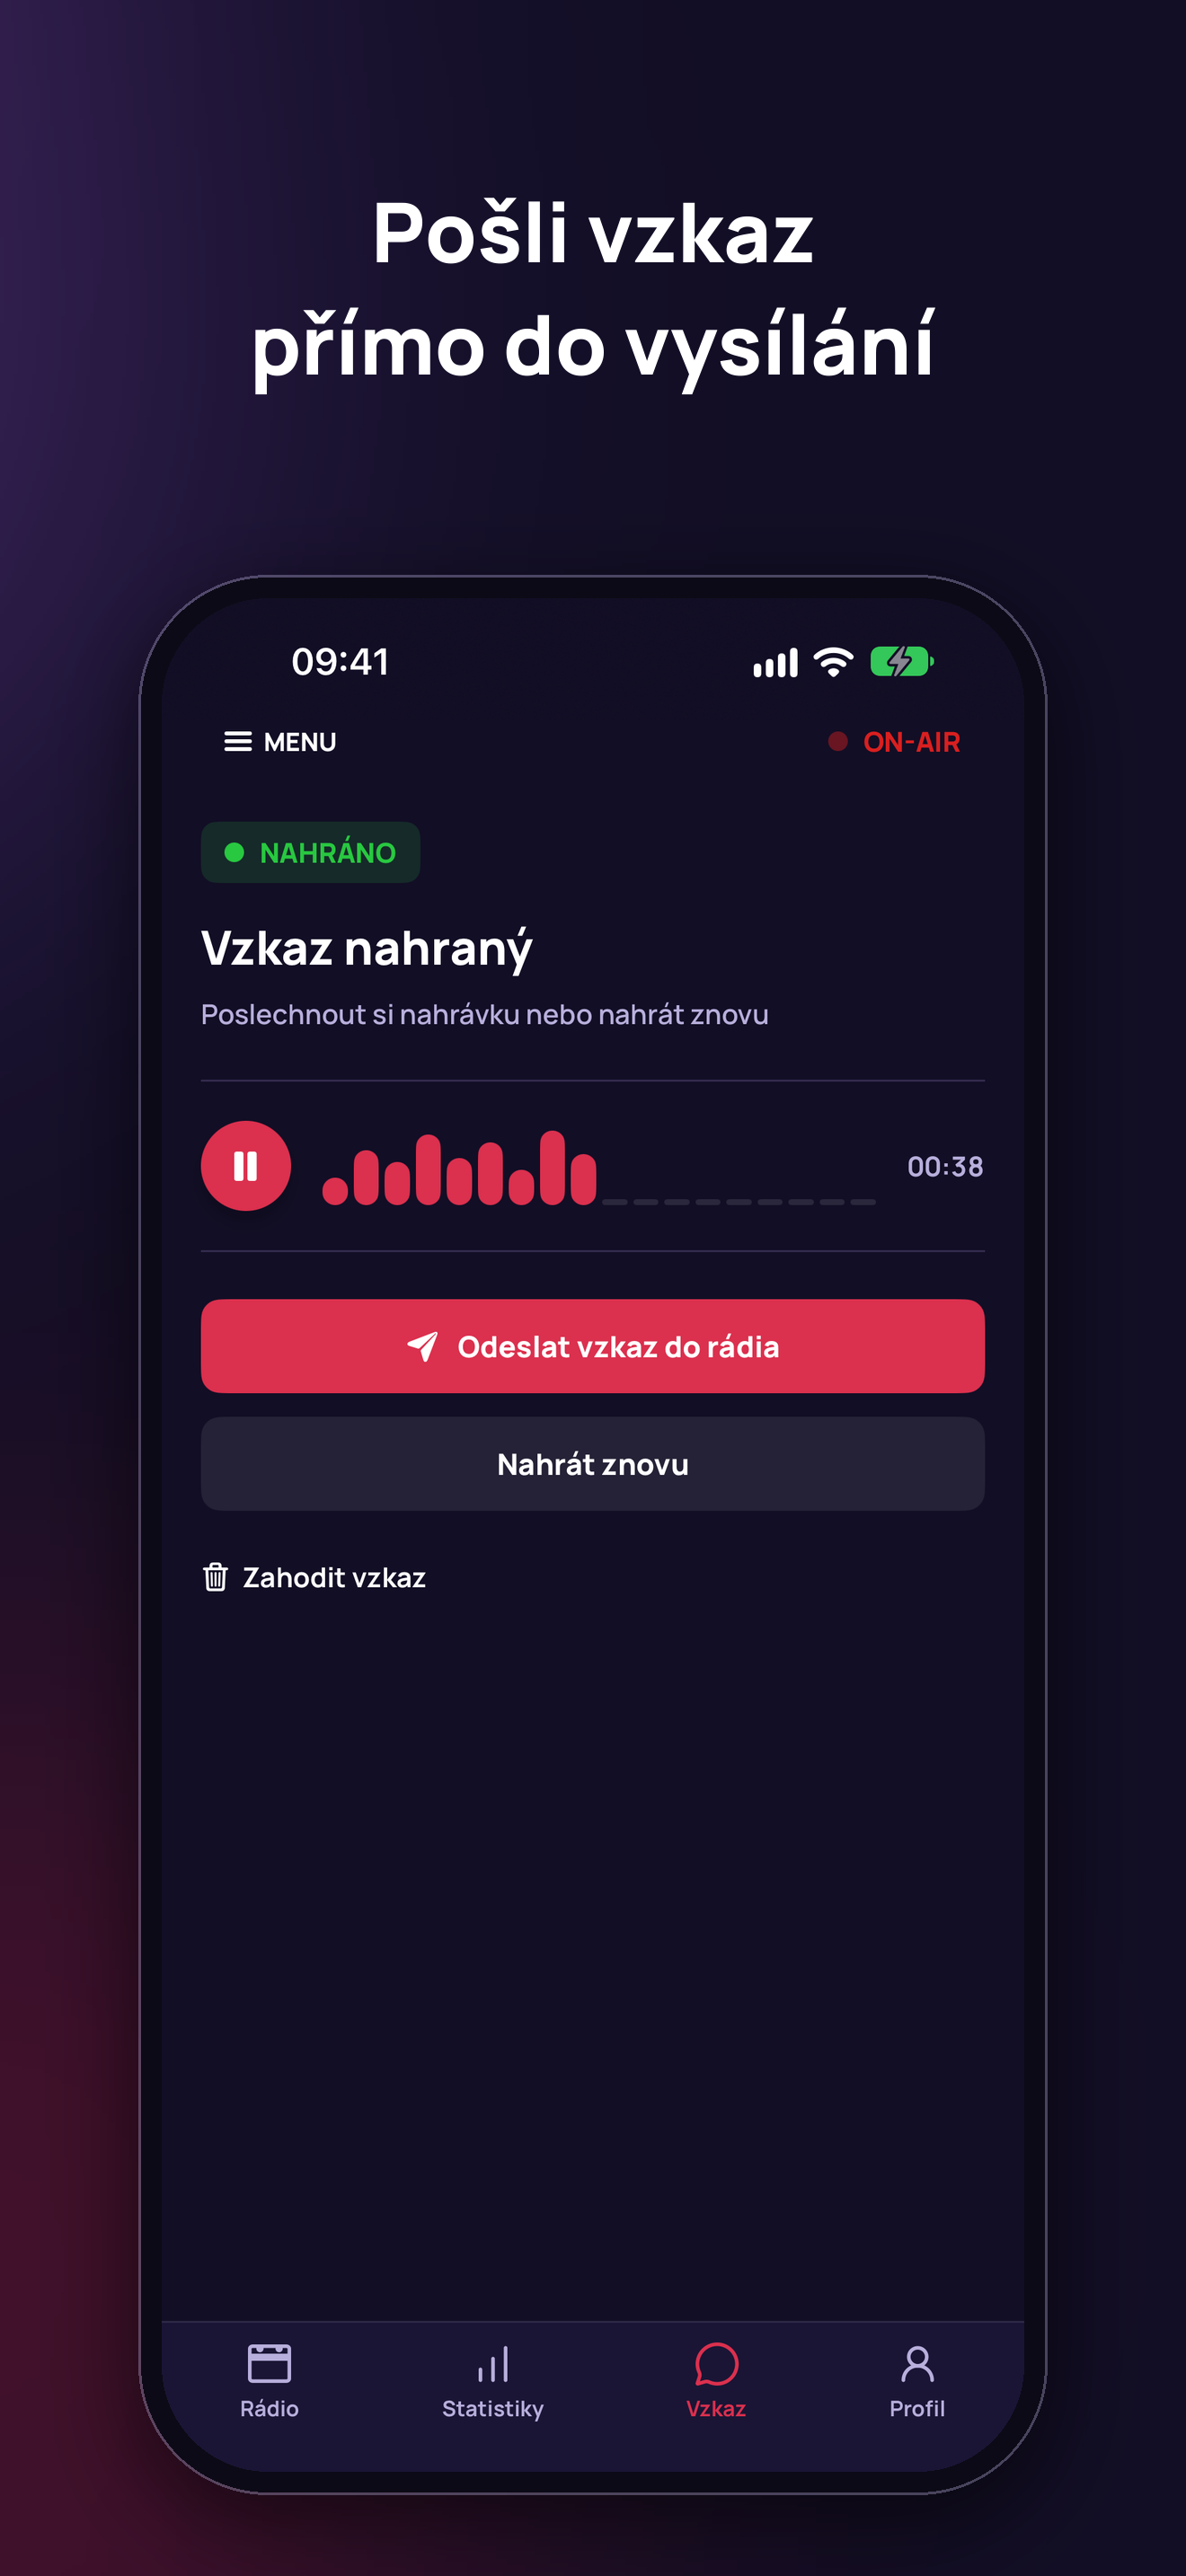 Pošli vzkaz
přímo do vysílání
09:41
MENU
ON-AIR
NAHRÁNO
Vzkaz nahraný
Poslechnout si nahrávku nebo nahrát znovu
00:38
Odeslat vzkaz do rádia
Nahrát znovu
Zahodit vzkaz
Rádio
Statistiky
Vzkaz
Profil